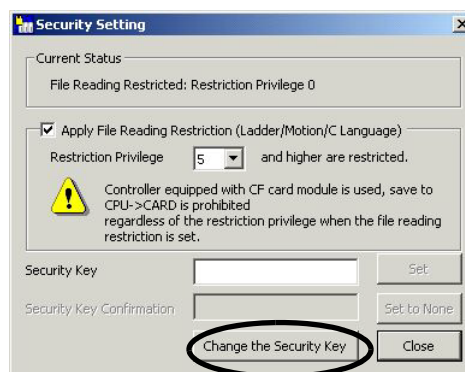 Security Setting
Current Status
File Reading Restricted: Restriction Privilege 0
Apply File Reading Restriction (Ladder/Motion/C Language)
Restriction Privilege 5 and higher are restricted.
Controller equipped with CF card module is used, save to
CPU->CARD is prohibited
regardless of the restriction privilege when the file reading
restriction is set.
Security Key Set
Security Key Confirmation Set to None
Change the Security Key Close